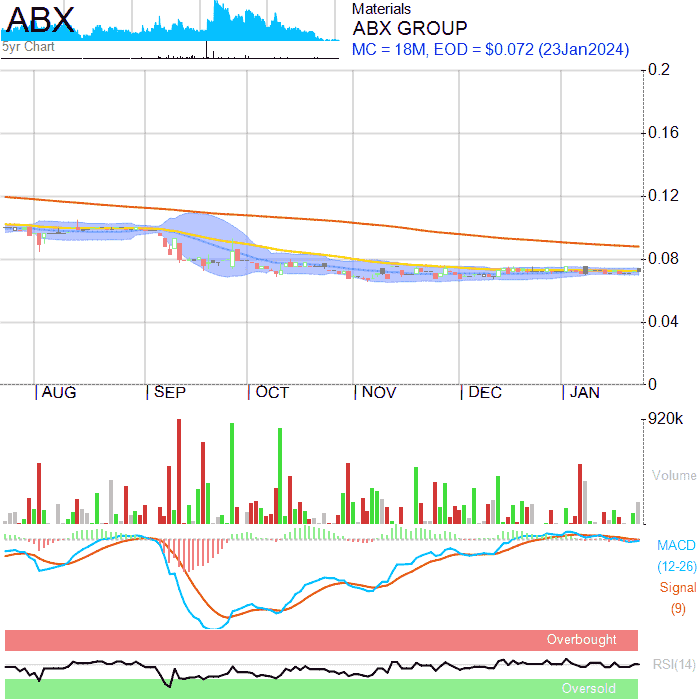 ABX
5yr Chart
Materials
ABX GROUP
MC = 18M, EOD = $0.072 (23Jan2024)
0.2
0.16
0.12
0.08
0.04
0
AUG SEP OCT NOV DEC JAN
920k
Volume
MACD
(12-26)
Signal
(9)
Overbought
RSI(14)
Oversold